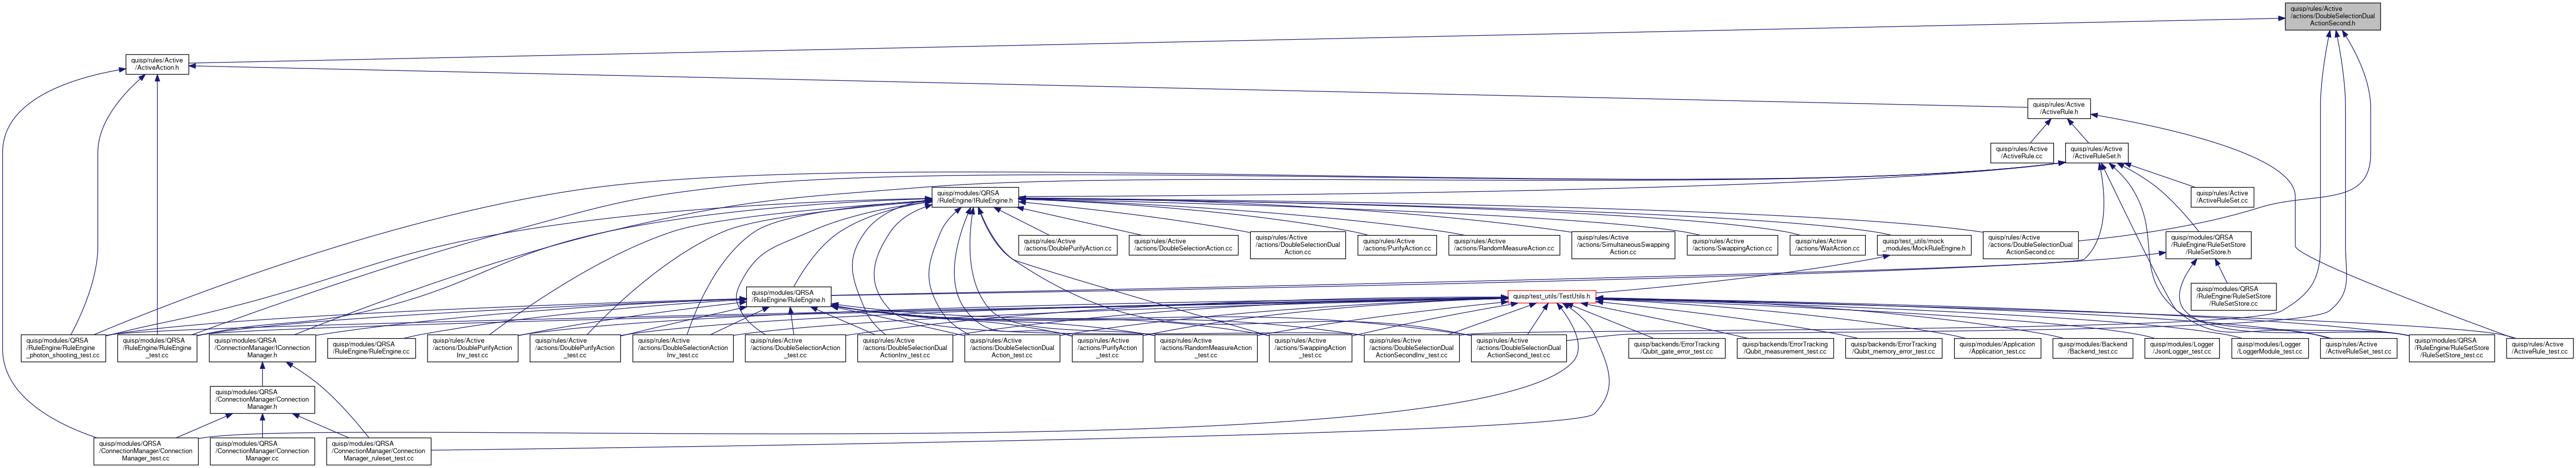 quisp/rules/Active
/actions/DoubleSelectionDual
ActionSecond.h
quisp/rules/Active
/ActiveAction.h
quisp/rules/Active
/ActiveRule.h
quisp/rules/Active
/ActiveRule.cc
quisp/rules/Active
/ActiveRuleSet.h
quisp/modules/QRSA
/RuleEngine/IRuleEngine.h
quisp/rules/Active
/ActiveRuleSet.cc
quisp/rules/Active
/actions/DoublePurifyAction.cc
quisp/rules/Active
/actions/DoubleSelectionAction.cc
quisp/rules/Active
/actions/DoubleSelectionDual
Action.cc
quisp/rules/Active
/actions/PurifyAction.cc
quisp/rules/Active
/actions/RandomMeasureAction.cc
quisp/rules/Active
/actions/SimultaneousSwapping
Action.cc
quisp/rules/Active
/actions/SwappingAction.cc
quisp/rules/Active
/actions/WaitAction.cc
quisp/test_utils/mock
_modules/MockRuleEngine.h
quisp/rules/Active
/actions/DoubleSelectionDual
ActionSecond.cc
quisp/modules/QRSA
/RuleEngine/RuleSetStore
/RuleSetStore.h
quisp/modules/QRSA
/RuleEngine/RuleEngine.h
quisp/test_utils/TestUtils.h
quisp/modules/QRSA
/RuleEngine/RuleSetStore
/RuleSetStore.cc
quisp/modules/QRSA
/RuleEngine/RuleEngine
_photon_shooting_test.cc
quisp/modules/QRSA
/RuleEngine/RuleEngine
_test.cc
quisp/modules/QRSA
/ConnectionManager/IConnection
Manager.h
quisp/modules/QRSA
/RuleEngine/RuleEngine.cc
quisp/rules/Active
/actions/DoublePurifyAction
Inv_test.cc
quisp/rules/Active
/actions/DoublePurifyAction
_test.cc
quisp/rules/Active
/actions/DoubleSelectionAction
Inv_test.cc
quisp/rules/Active
/actions/DoubleSelectionAction
_test.cc
quisp/rules/Active
/actions/DoubleSelectionDual
ActionInv_test.cc
quisp/rules/Active
/actions/DoubleSelectionDual
Action_test.cc
quisp/rules/Active
/actions/PurifyAction
_test.cc
quisp/rules/Active
/actions/RandomMeasureAction
_test.cc
quisp/rules/Active
/actions/SwappingAction
_test.cc
quisp/rules/Active
/actions/DoubleSelectionDual
ActionSecondInv_test.cc
quisp/rules/Active
/actions/DoubleSelectionDual
ActionSecond_test.cc
quisp/backends/ErrorTracking
/Qubit_gate_error_test.cc
quisp/backends/ErrorTracking
/Qubit_measurement_test.cc
quisp/backends/ErrorTracking
/Qubit_memory_error_test.cc
quisp/modules/Application
/Application_test.cc
quisp/modules/Backend
/Backend_test.cc
quisp/modules/Logger
/JsonLogger_test.cc
quisp/modules/Logger
/LoggerModule_test.cc
quisp/rules/Active
/ActiveRuleSet_test.cc
quisp/modules/QRSA
/RuleEngine/RuleSetStore
/RuleSetStore_test.cc
quisp/rules/Active
/ActiveRule_test.cc
quisp/modules/QRSA
/ConnectionManager/Connection
Manager.h
quisp/modules/QRSA
/ConnectionManager/Connection
Manager_test.cc
quisp/modules/QRSA
/ConnectionManager/Connection
Manager.cc
quisp/modules/QRSA
/ConnectionManager/Connection
Manager_ruleset_test.cc